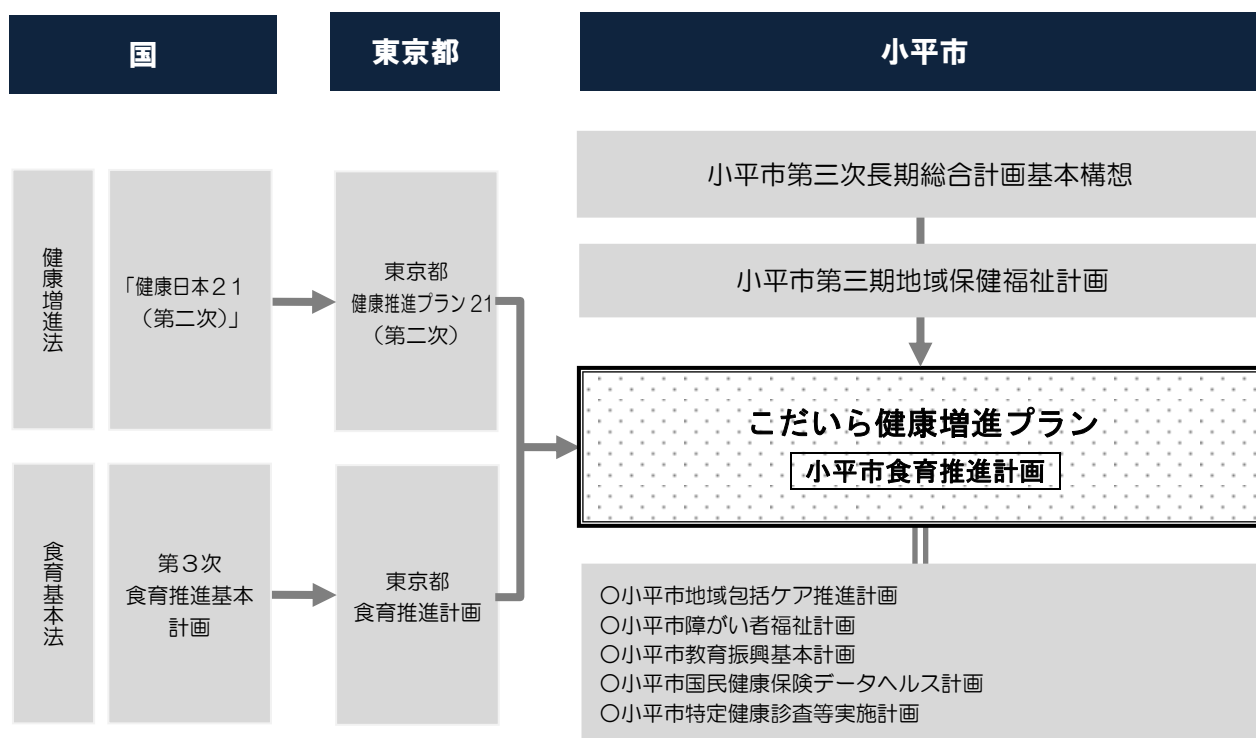 国
東京都
小平市
健康増進法
「健康日本２１
（第二次）」
東京都
健康推進プラン 21
（第二次）
食育基本法
第３次
食育推進基本
計画
東京都
食育推進計画
小平市第三次長期総合計画基本構想
小平市第三期地域保健福祉計画
こだいら健康増進プラン
小平市食育推進計画
○小平市地域包括ケア推進計画
○小平市障がい者福祉計画
○小平市教育振興基本計画
○小平市国民健康保険データヘルス計画
○小平市特定健康診査等実施計画